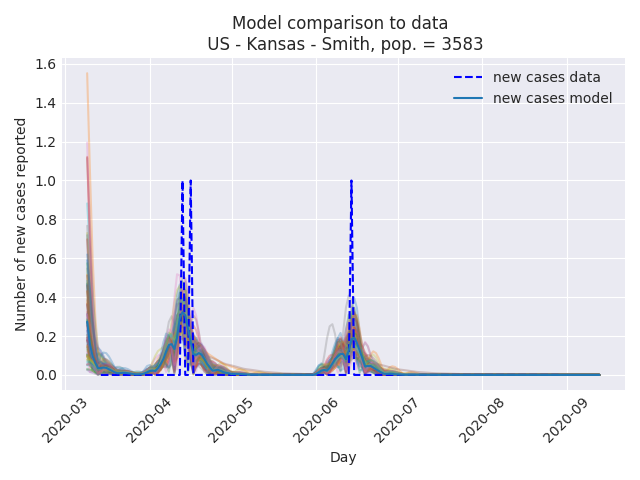 Model comparison to data
US - Kansas - Smith, pop. = 3583
new cases data
new cases model
Number of new cases reported
1.6
1.4
1.2
1.0
0.8
0.6
0.4
0.2
0.0
2020-03
2020-04
2020-05
2020-06
2020-07
2020-08
2020-09
Day